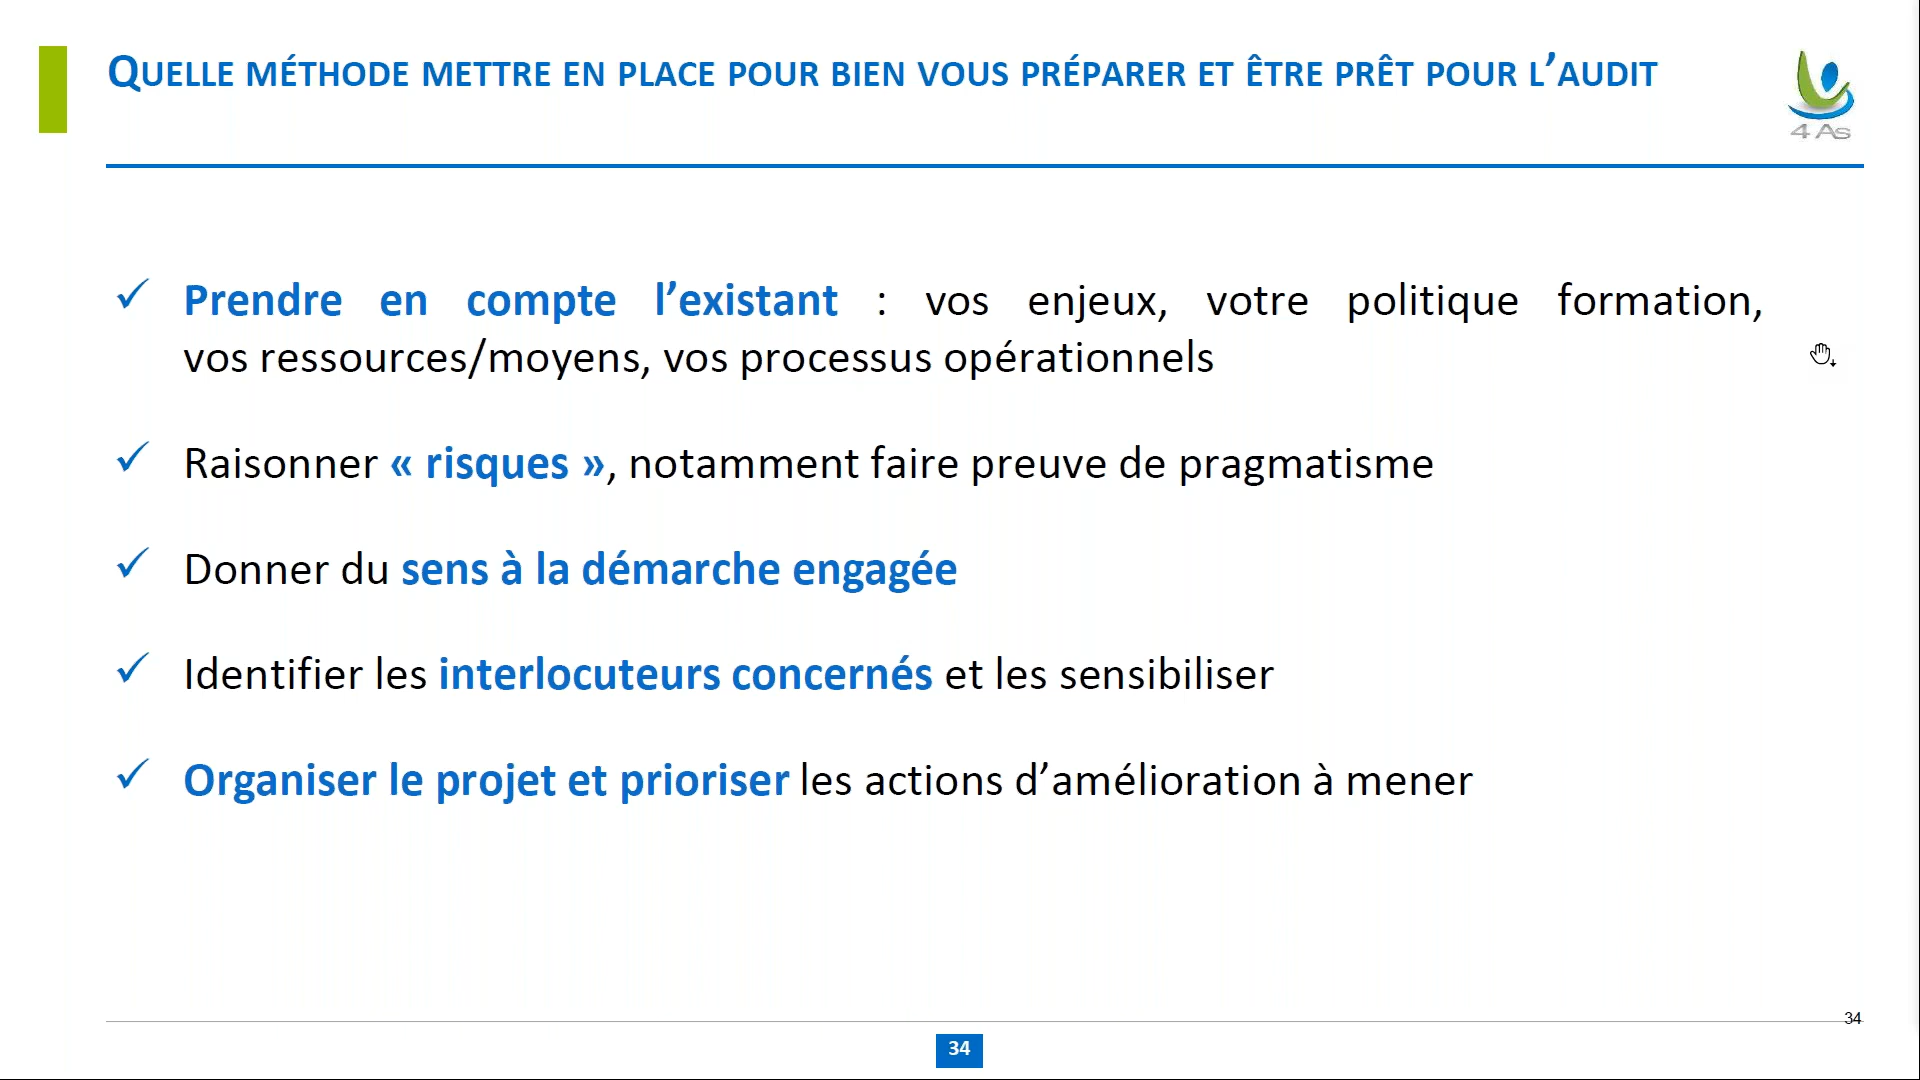 QUELLE MÉTHODE METTRE EN PLACE POUR BIEN VOUS PRÉPARER ET ÊTRE PRÊT POUR L’AUDIT
4 As
Prendre en compte l’existant : vos enjeux, votre politique formation,
vos ressources/moyens, vos processus opérationnels
Raisonner « risques », notamment faire preuve de pragmatisme
Donner du sens à la démarche engagée
Identifier les interlocuteurs concernés et les sensibiliser
Organiser le projet et prioriser les actions d’amélioration à mener
34
34